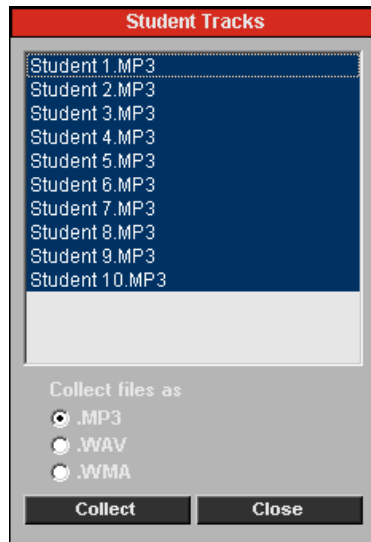 Student Tracks
Student 1.MP3
Student 2.MP3
Student 3.MP3
Student 4.MP3
Student 5.MP3
Student 6.MP3
Student 7.MP3
Student 8.MP3
Student 9.MP3
Student 10.MP3
Collect files as
.MP3
.WAV
.WMA
Collect Close